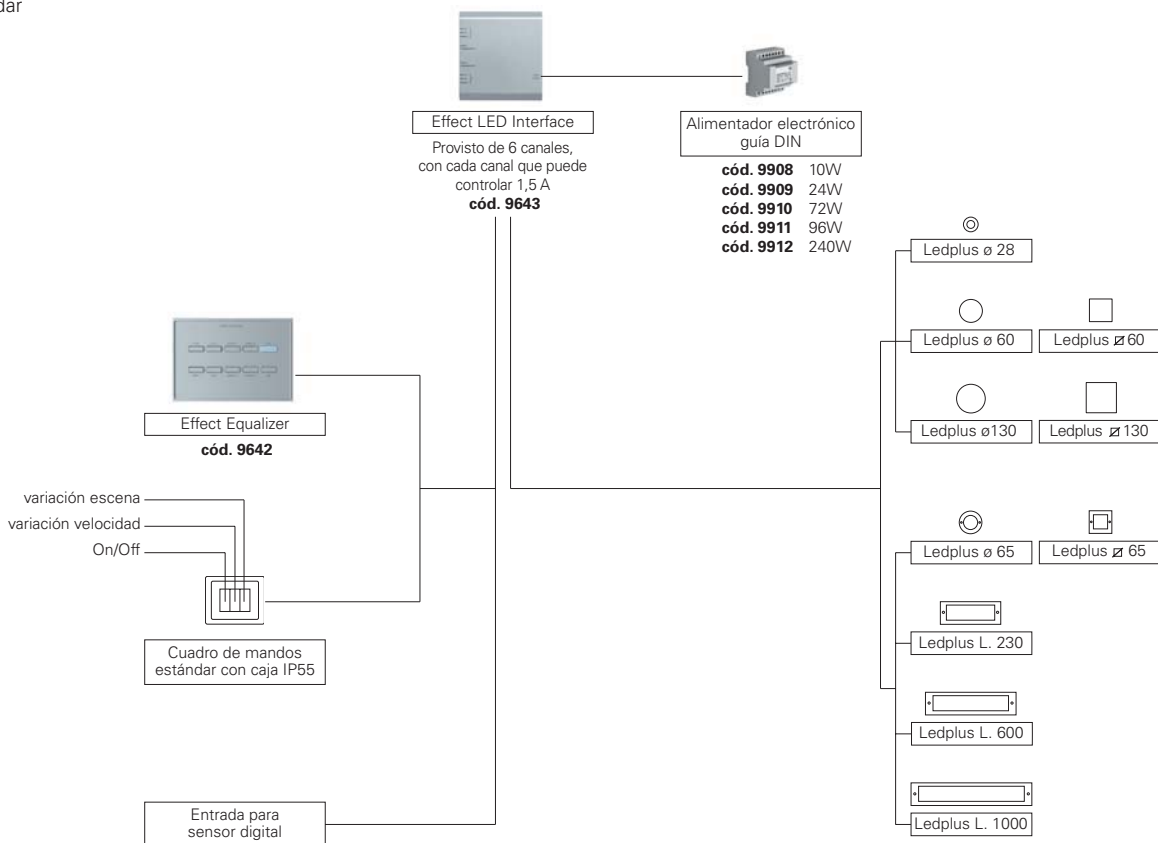 dar
Effect LED Interface
Provisto de 6 canales,
con cada canal que puede
controlar 1,5 A
cód. 9643
Alimentador electrónico
guía DIN
cód. 9908 10W
cód. 9909 24W
cód. 9910 72W
cód. 9911 96W
cód. 9912 240W
Ledplus ø 28
Ledplus ø 60
Ledplus ⌀ 60
Ledplus ø130
Ledplus ⌀ 130
Effect Equalizer
cód. 9642
variación escena
variación velocidad
On/Off
Cuadro de mandos
estándar con caja IP55
Ledplus ø 65
Ledplus ⌀ 65
Ledplus L. 230
Ledplus L. 600
Ledplus L. 1000
Entrada para
sensor digital